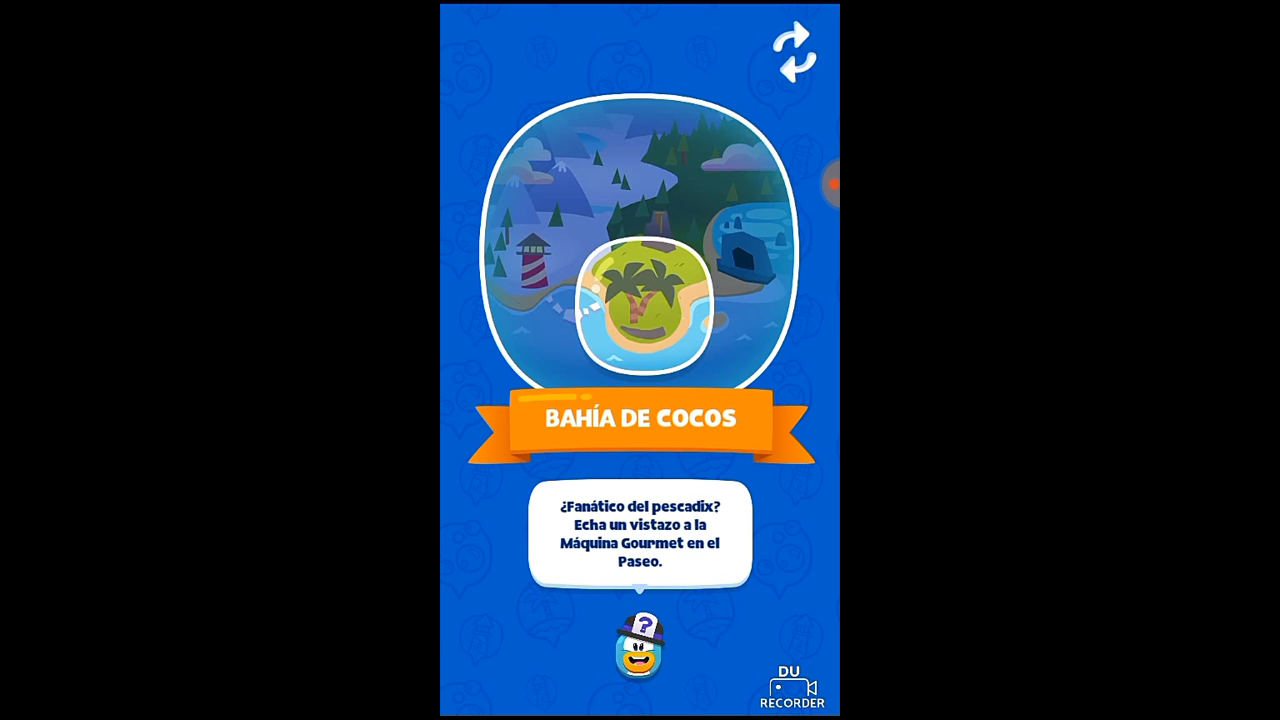 BAHÍA DE COCOS
¿Fanático del pescadix?
Echa un vistazo a la
Máquina Gourmet en el
Paseo.
?
DU
RECORDER